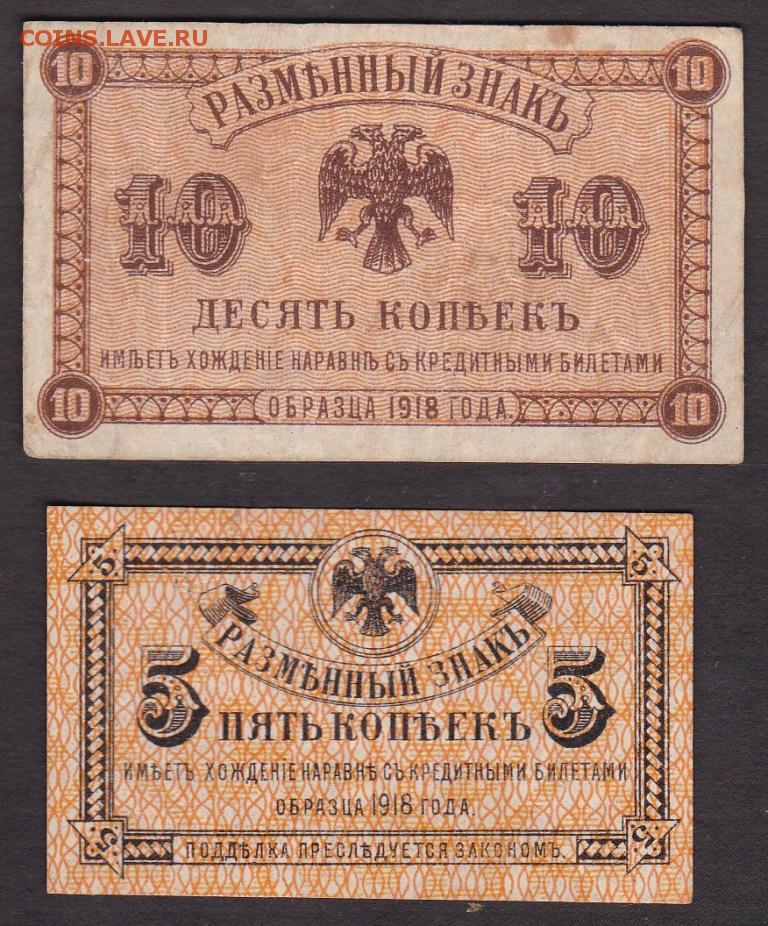 COINS.LAVE.RU
10 10
РАЗМѢННЫЙ ЗНАКЪ
10 10
ДЕСЯТЬ КОПѢЕКЪ
ИМѢЕТЪ ХОЖДЕНІЕ НАРАВНѢ СЪ КРЕДИТНЫМИ БИЛЕТАМИ
10 ОБРАЗЦА 1918 ГОДА. 10
5 5
РАЗМѢННЫЙ ЗНАКЪ
5 ПЯТЬ КОПѢЕКЪ 5
ИМѢЕТЪ ХОЖДЕНІЕ НАРАВНѢ СЪ КРЕДИТНЫМИ БИЛЕТАМИ
ОБРАЗЦА 1918 ГОДА.
5 ПОДДѢЛКА ПРЕСЛѢДУЕТСЯ ЗАКОНОМЪ. 5